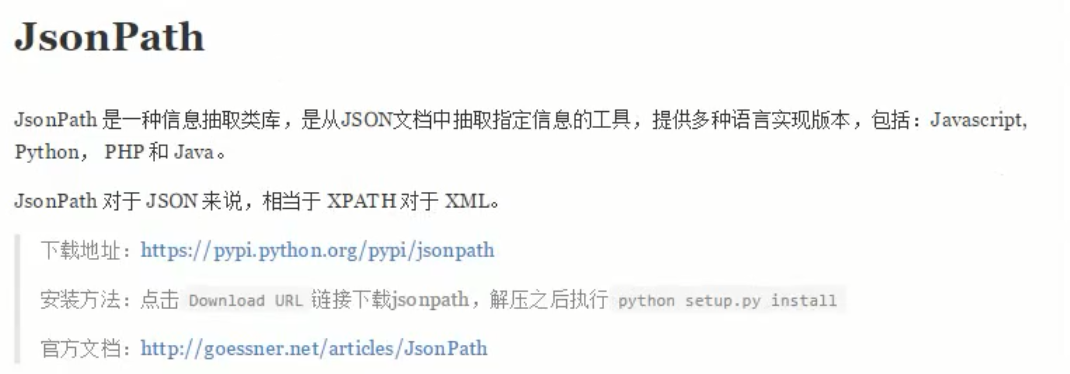 JsonPath
JsonPath 是一种信息抽取类库，是从JSON文档中抽取指定信息的工具，提供多种语言实现版本，包括：Javascript,
Python， PHP 和 Java。
JsonPath 对于 JSON 来说，相当于 XPATH 对于 XML。
下载地址：https://pypi.python.org/pypi/jsonpath
安装方法：点击 Download URL 链接下载jsonpath，解压之后执行 python setup.py install
官方文档：http://goessner.net/articles/JsonPath